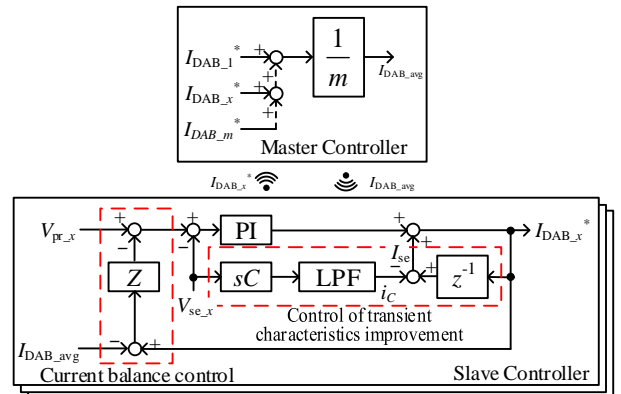 I_DAB_1*
+
1
m
I_DAB_avg
+
I_DAB_x*
+
+
I_DAB_m*
Master Controller
I_DAB_x*
I_DAB_avg
V_pr_x
+
−
+
−
PI
+
+
I_DAB_x*
I_se
Z
sC
LPF
−
+
z⁻¹
V_se_x
i_C
Control of transient
characteristics improvement
I_DAB_avg
−
+
Current balance control
Slave Controller